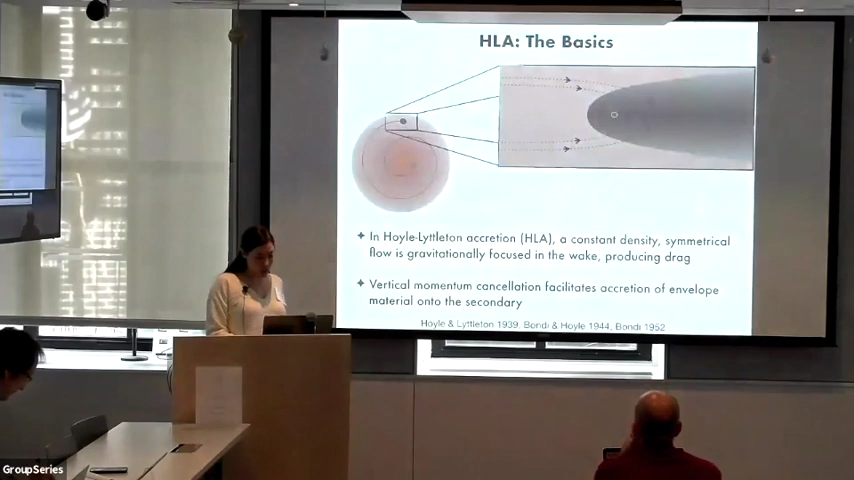 HLA: The Basics
✦ In Hoyle-Lyttleton accretion (HLA), a constant density, symmetrical
flow is gravitationally focused in the wake, producing drag
✦ Vertical momentum cancellation facilitates accretion of envelope
material onto the secondary
Hoyle & Lyttleton 1939, Bondi & Hoyle 1944, Bondi 1952
GroupSeries